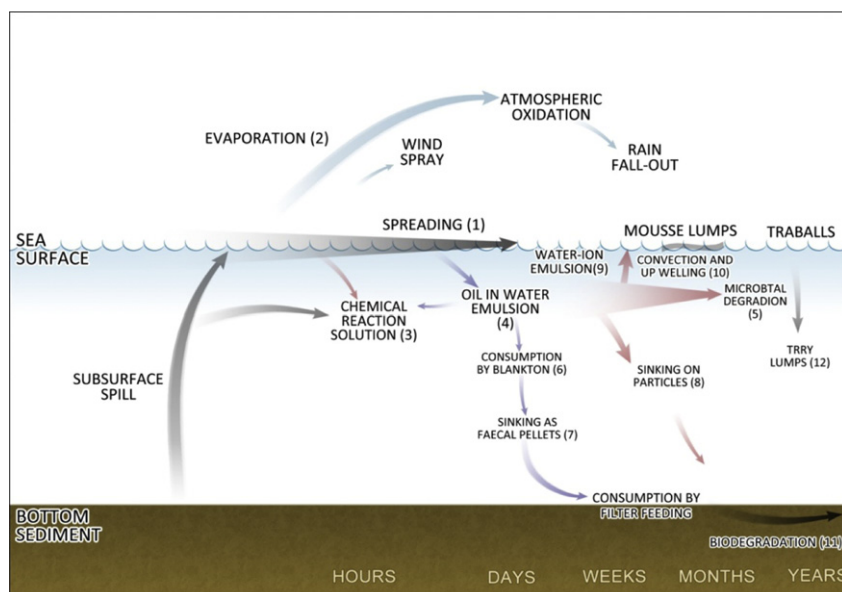 ATMOSPHERIC
OXIDATION
EVAPORATION (2)
WIND
SPRAY
RAIN
FALL-OUT
SPREADING (1)
MOUSSE LUMPS
TRABALLS
SEA
SURFACE
WATER-ION
EMULSION(9)
CONVECTION AND
UP WELLING (10)
MICROBTAL
DEGRADION
(5)
CHEMICAL
REACTION
SOLUTION (3)
OIL IN WATER
EMULSION
(4)
TRRY
LUMPS (12)
CONSUMPTION
BY BLANKTON (6)
SUBSURFACE
SPILL
SINKING ON
PARTICLES (8)
SINKING AS
FAECAL PELLETS (7)
CONSUMPTION BY
FILTER FEEDING
BOTTOM
SEDIMENT
BIODEGRADATION (11)
HOURS DAYS WEEKS MONTHS YEARS